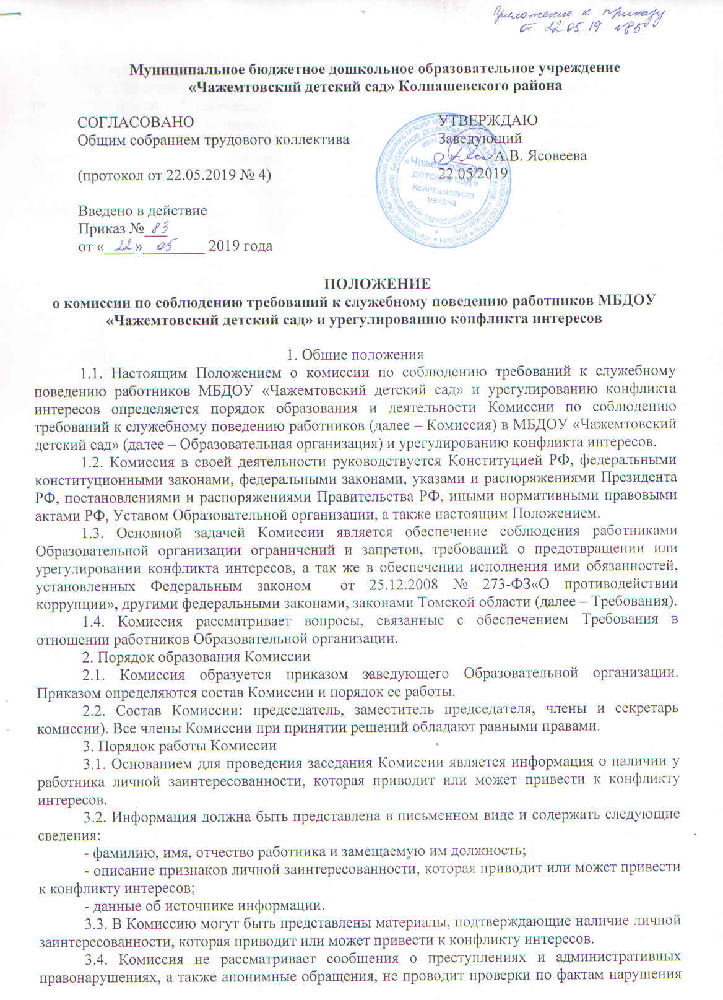 Приложение к приказу
от 22.05.19 №85
Муниципальное бюджетное дошкольное образовательное учреждение
«Чажемтовский детский сад» Колпашевского района
СОГЛАСОВАНО
Общим собранием трудового коллектива
(протокол от 22.05.2019 № 4)
Введено в действие
Приказ № 83
от « 22 » 05 2019 года
УТВЕРЖДАЮ
Заведующий
А.В. Ясовеева
22.05.2019
«Чажемтовский
детский сад»
Колпашевского
района
ПОЛОЖЕНИЕ
о комиссии по соблюдению требований к служебному поведению работников МБДОУ
«Чажемтовский детский сад» и урегулированию конфликта интересов
1. Общие положения
1.1. Настоящим Положением о комиссии по соблюдению требований к служебному
поведению работников МБДОУ «Чажемтовский детский сад» и урегулированию конфликта
интересов определяется порядок образования и деятельности Комиссии по соблюдению
требований к служебному поведению работников (далее – Комиссия) в МБДОУ «Чажемтовский
детский сад» (далее – Образовательная организация) и урегулированию конфликта интересов.
1.2. Комиссия в своей деятельности руководствуется Конституцией РФ, федеральными
конституционными законами, федеральными законами, указами и распоряжениями Президента
РФ, постановлениями и распоряжениями Правительства РФ, иными нормативными правовыми
актами РФ, Уставом Образовательной организации, а также настоящим Положением.
1.3. Основной задачей Комиссии является обеспечение соблюдения работниками
Образовательной организации ограничений и запретов, требований о предотвращении или
урегулировании конфликта интересов, а так же в обеспечении исполнения ими обязанностей,
установленных Федеральным законом от 25.12.2008 № 273-ФЗ«О противодействии
коррупции», другими федеральными законами, законами Томской области (далее – Требования).
1.4. Комиссия рассматривает вопросы, связанные с обеспечением Требования в
отношении работников Образовательной организации.
2. Порядок образования Комиссии
2.1. Комиссия образуется приказом заведующего Образовательной организации.
Приказом определяются состав Комиссии и порядок ее работы.
2.2. Состав Комиссии: председатель, заместитель председателя, члены и секретарь
комиссии). Все члены Комиссии при принятии решений обладают равными правами.
3. Порядок работы Комиссии
3.1. Основанием для проведения заседания Комиссии является информация о наличии у
работника личной заинтересованности, которая приводит или может привести к конфликту
интересов.
3.2. Информация должна быть представлена в письменном виде и содержать следующие
сведения:
- фамилию, имя, отчество работника и замещаемую им должность;
- описание признаков личной заинтересованности, которая приводит или может привести
к конфликту интересов;
- данные об источнике информации.
3.3. В Комиссию могут быть представлены материалы, подтверждающие наличие личной
заинтересованности, которая приводит или может привести к конфликту интересов.
3.4. Комиссия не рассматривает сообщения о преступлениях и административных
правонарушениях, а также анонимные обращения, не проводит проверки по фактам нарушения